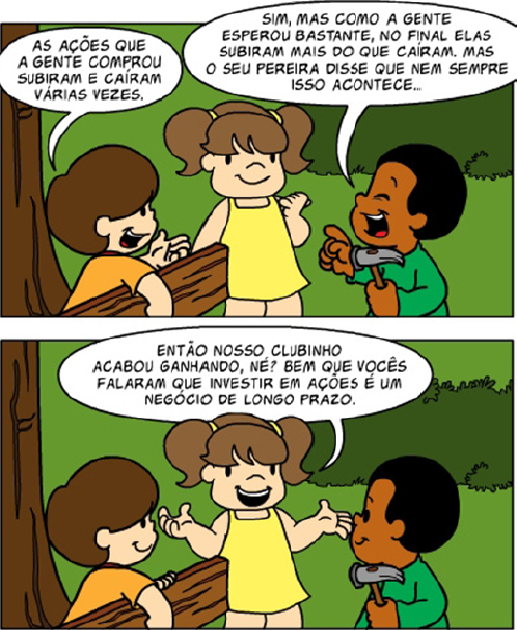 AS AÇÕES QUE
A GENTE COMPROU
SUBIRAM E CAÍRAM
VÁRIAS VEZES.
SIM, MAS COMO A GENTE
ESPEROU BASTANTE, NO FINAL ELAS
SUBIRAM MAIS DO QUE CAÍRAM. MAS
O SEU PEREIRA DISSE QUE NEM SEMPRE
ISSO ACONTECE...
ENTÃO NOSSO CLUBINHO
ACABOU GANHANDO, NÉ? BEM QUE VOCÊS
FALARAM QUE INVESTIR EM AÇÕES É UM
NEGÓCIO DE LONGO PRAZO.